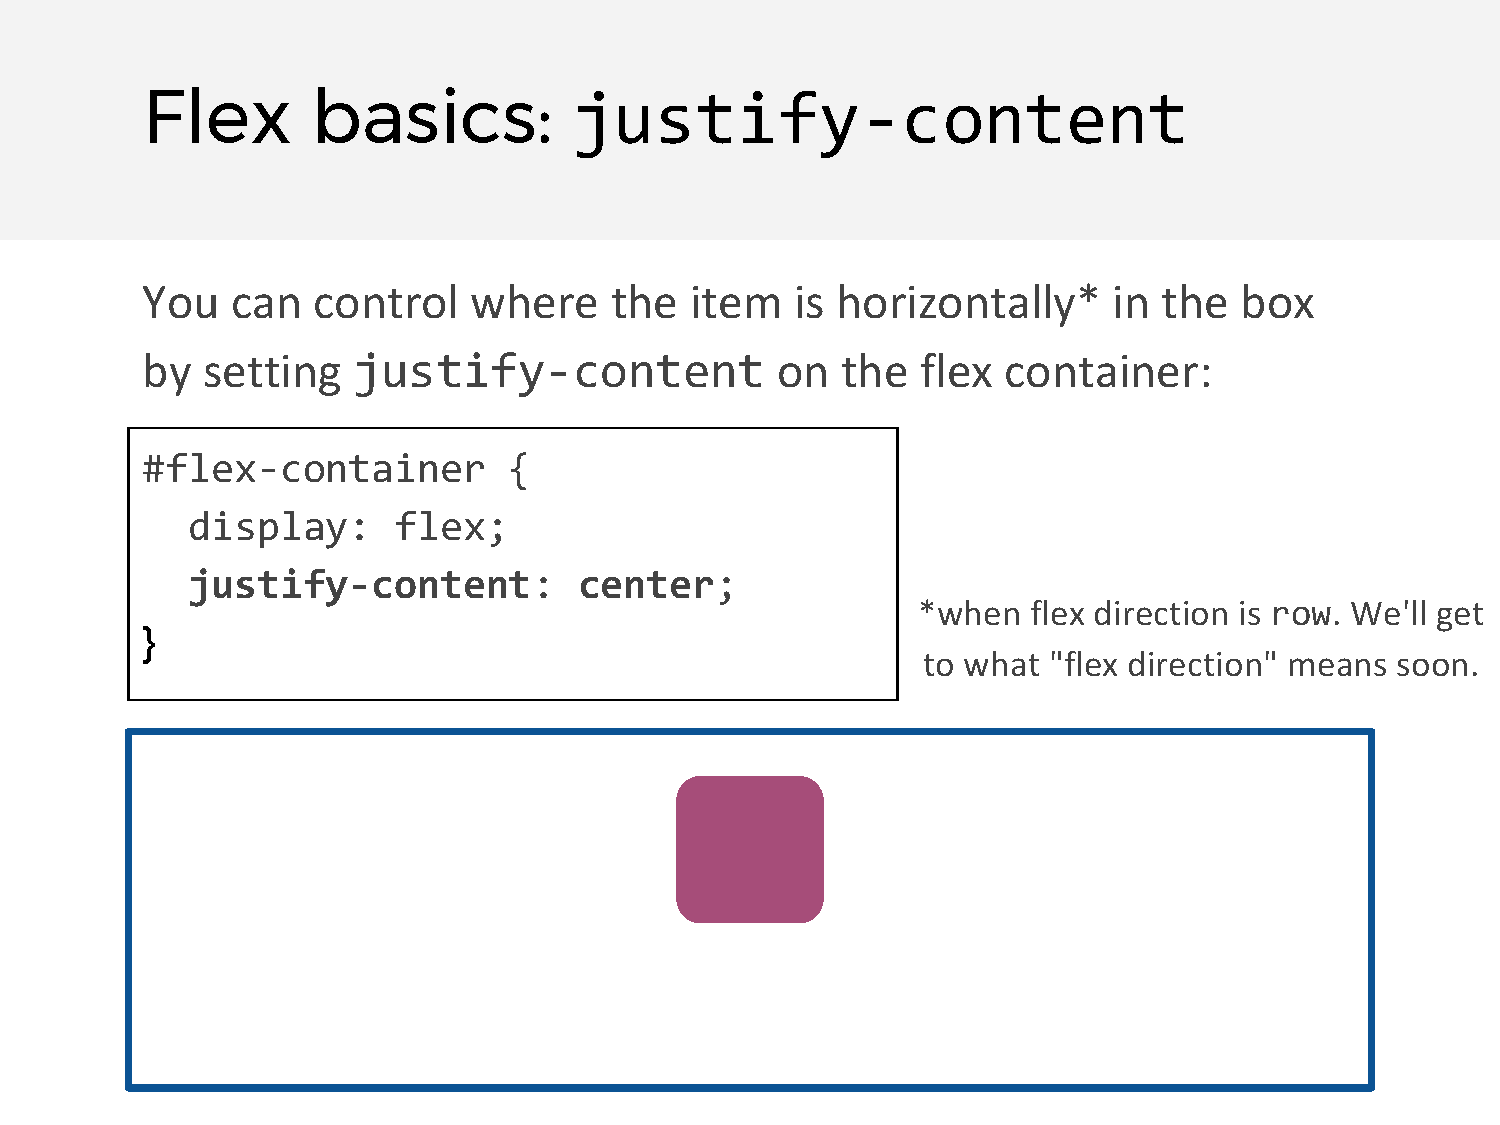 Flex basics: justify-content
You can control where the item is horizontally* in the box
by setting justify-content on the flex container:
#flex-container {
  display: flex;
  justify-content: center;
}
*when flex direction is row. We'll get
to what "flex direction" means soon.